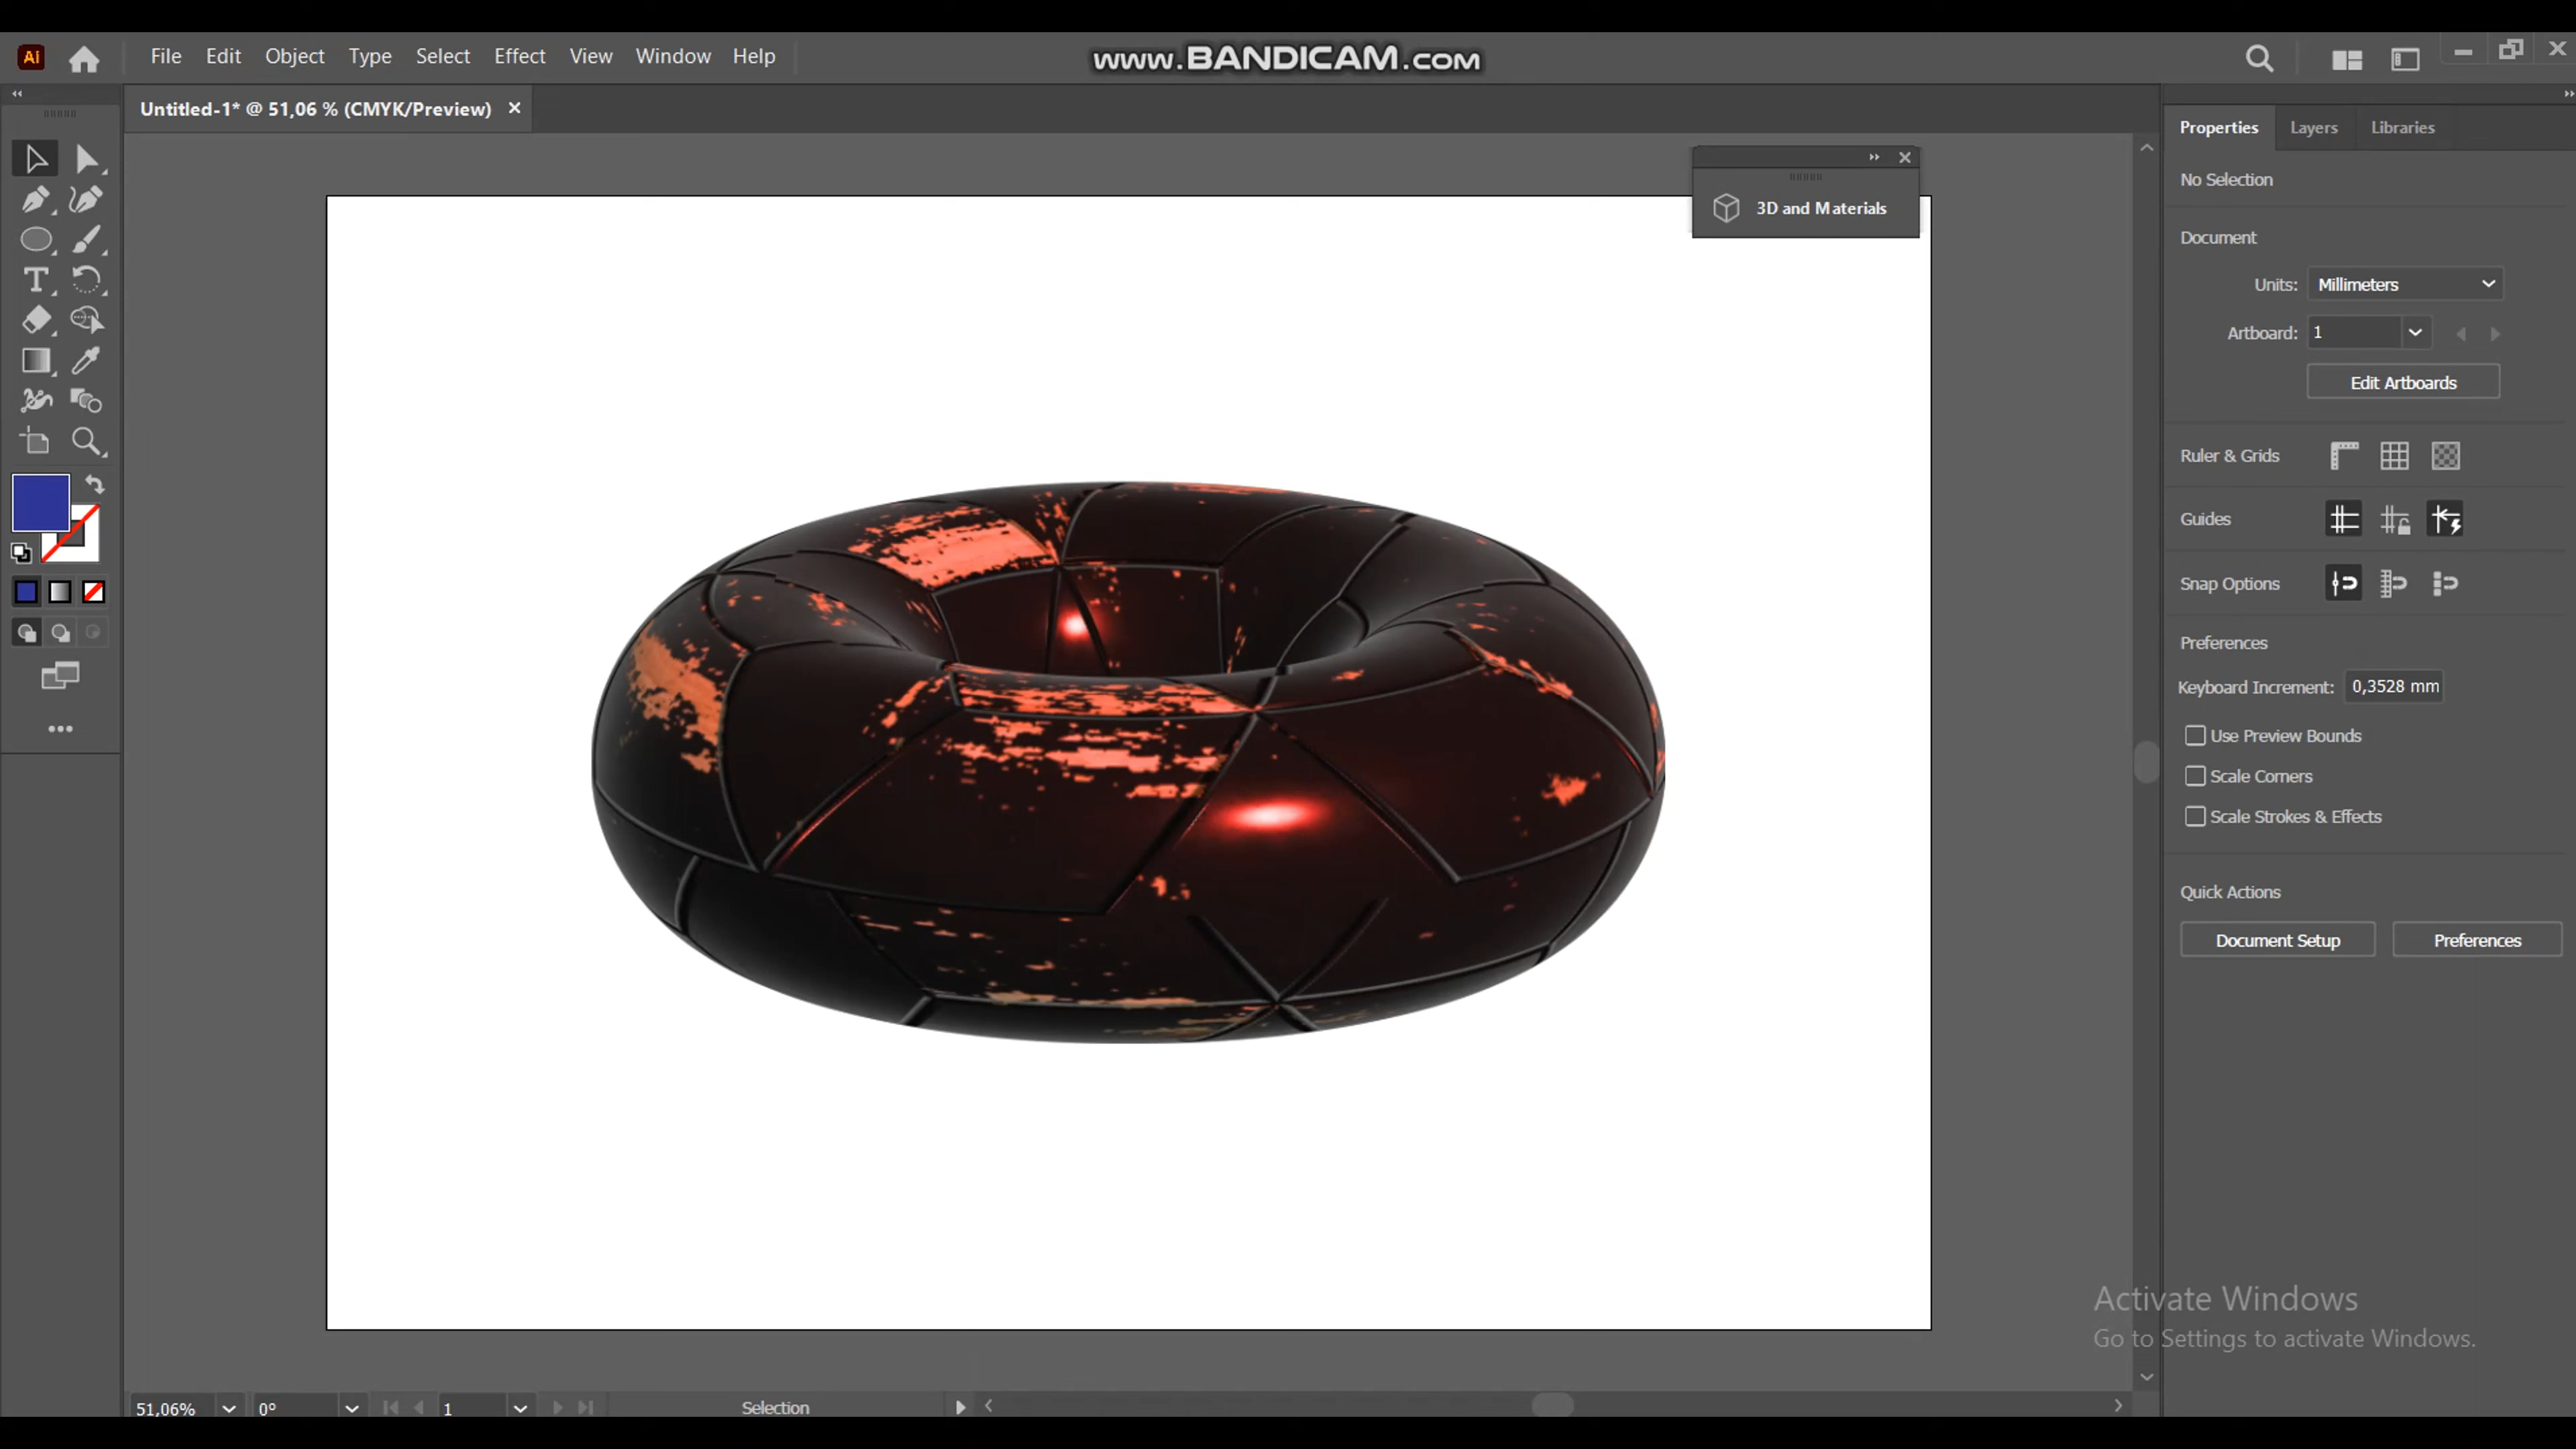 Ai File Edit Object Type Select Effect View Window Help
www.BANDICAM.com
Untitled-1* @ 51,06 % (CMYK/Preview)
3D and Materials
Properties Layers Libraries
No Selection
Document
Units: Millimeters
Artboard: 1
Edit Artboards
Ruler & Grids
Guides
Snap Options
Preferences
Keyboard Increment: 0,3528 mm
Use Preview Bounds
Scale Corners
Scale Strokes & Effects
Quick Actions
Document Setup Preferences
Activate Windows
Go to Settings to activate Windows.
51,06% 0° 1 Selection